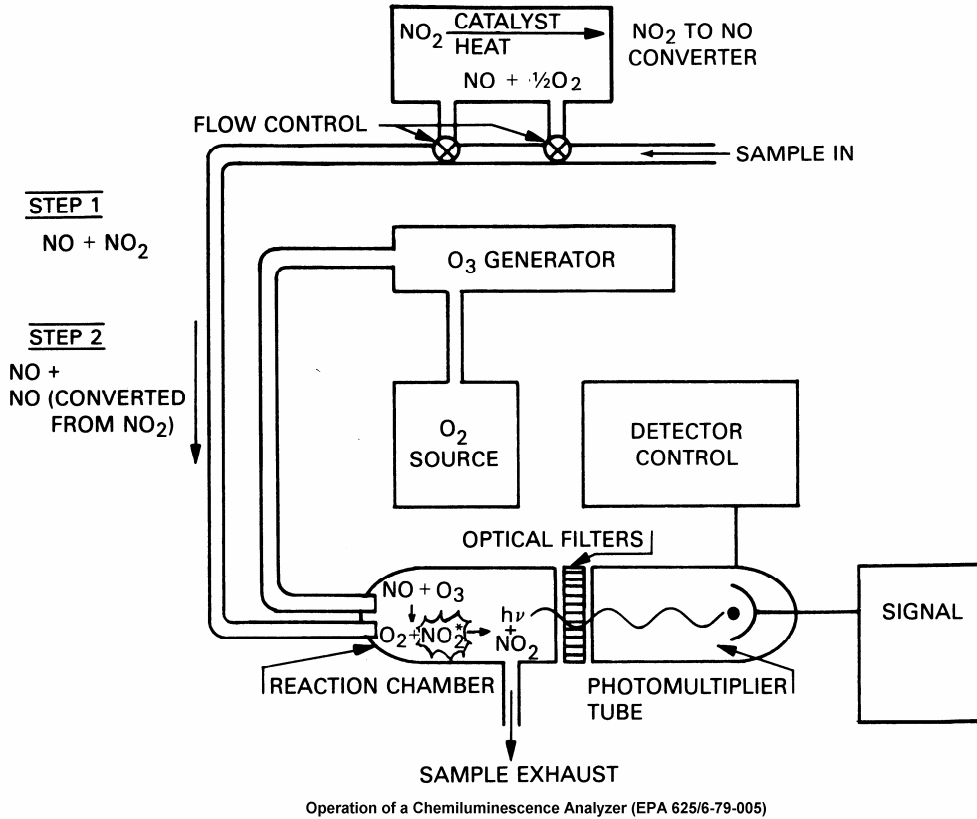 NO₂ CATALYST
HEAT
NO + ½O₂
NO₂ TO NO
CONVERTER
FLOW CONTROL
SAMPLE IN
STEP 1
NO + NO₂
O₃ GENERATOR
STEP 2
NO +
NO (CONVERTED
FROM NO₂)
O₂
SOURCE
DETECTOR
CONTROL
OPTICAL FILTERS
NO + O₃
O₂ + NO₂*
hν
+
NO₂
SIGNAL
REACTION CHAMBER
PHOTOMULTIPLIER
TUBE
SAMPLE EXHAUST
Operation of a Chemiluminescence Analyzer (EPA 625/6-79-005)